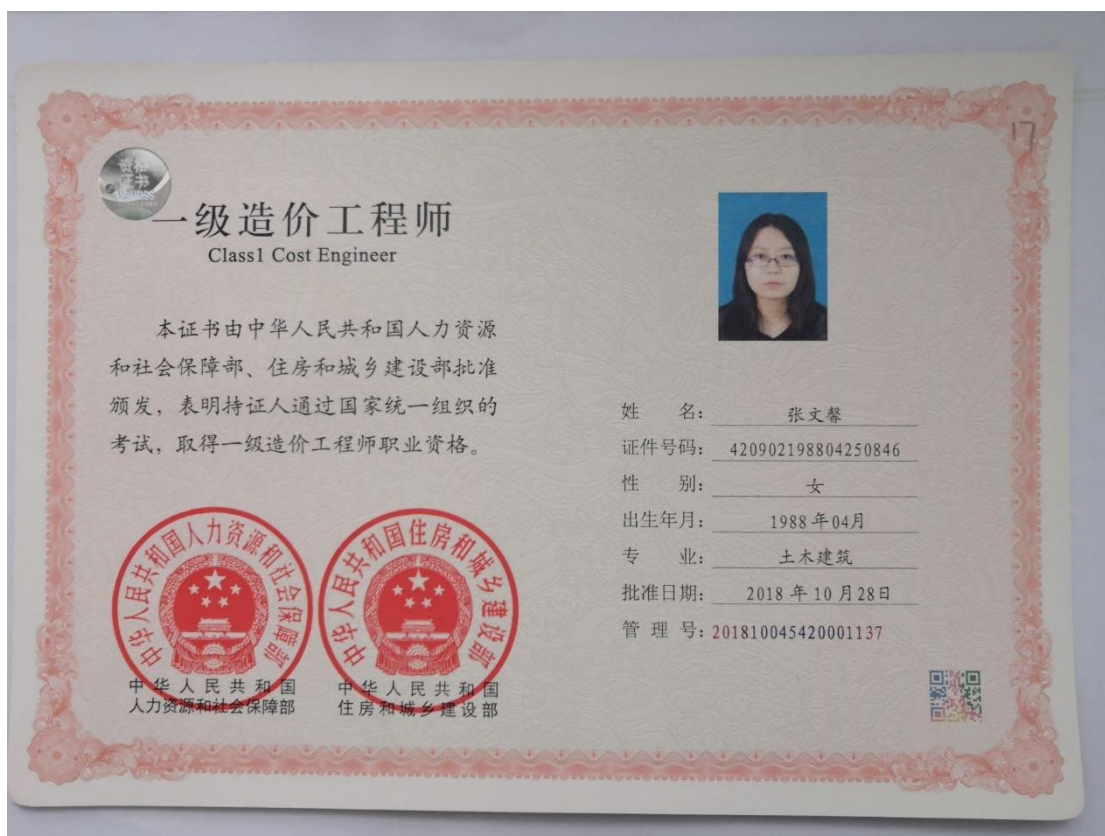 17
资格
证书
一级造价工程师
Class1 Cost Engineer
本证书由中华人民共和国人力资源
和社会保障部、住房和城乡建设部批准
颁发，表明持证人通过国家统一组织的
考试，取得一级造价工程师职业资格。
姓 名： 张文馨
证件号码： 420902198804250846
性 别： 女
出生年月： 1988年04月
专 业： 土木建筑
批准日期： 2018年10月28日
管 理 号：201810045420001137
中华人民共和国人力资源和社会保障部
中华人民共和国住房和城乡建设部
中华人民共和国
人力资源和社会保障部
中华人民共和国
住房和城乡建设部